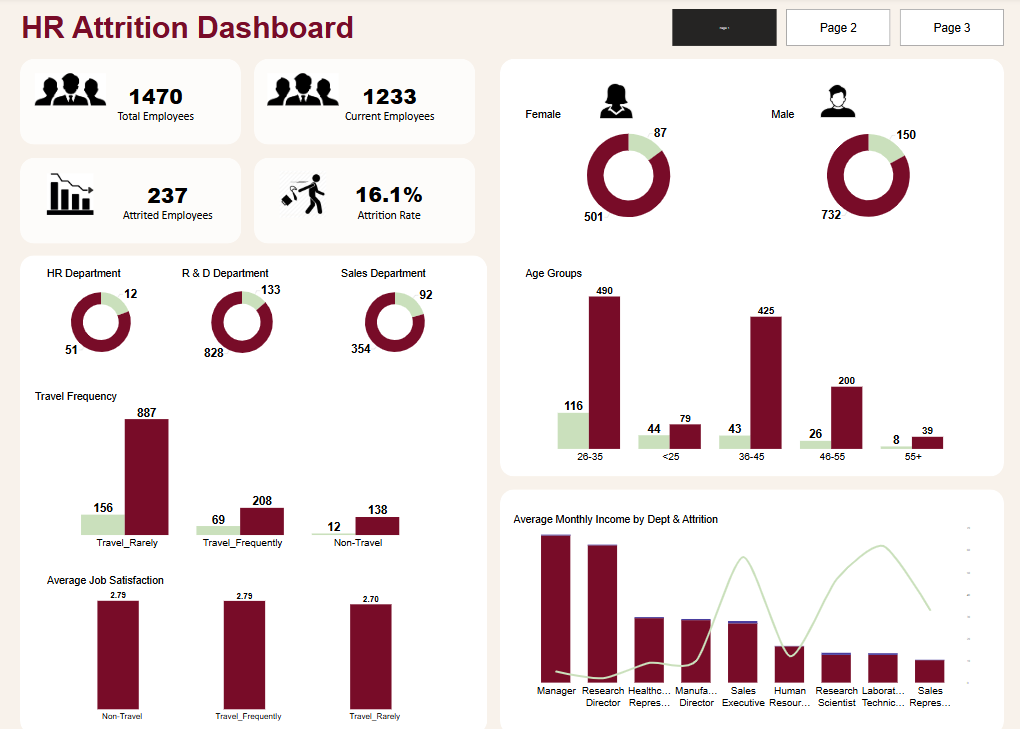 HR Attrition Dashboard
Page 2
Page 3
1470
Total Employees
1233
Current Employees
237
Attrited Employees
16.1%
Attrition Rate
Female
Male
87
501
150
732
HR Department
R & D Department
Sales Department
12
51
133
828
92
354
Travel Frequency
156
887
69
208
12
138
Travel_Rarely
Travel_Frequently
Non-Travel
Average Job Satisfaction
2.79
2.79
2.70
Non-Travel
Travel_Frequently
Travel_Rarely
Age Groups
116
490
44
79
43
425
26
200
8
39
26-35
<25
36-45
46-55
55+
Average Monthly Income by Dept & Attrition
Manager
Research
Director
Healthc...
Repres...
Manufa...
Director
Sales
Executive
Human
Resour...
Research
Scientist
Laborat...
Technic...
Sales
Repres...